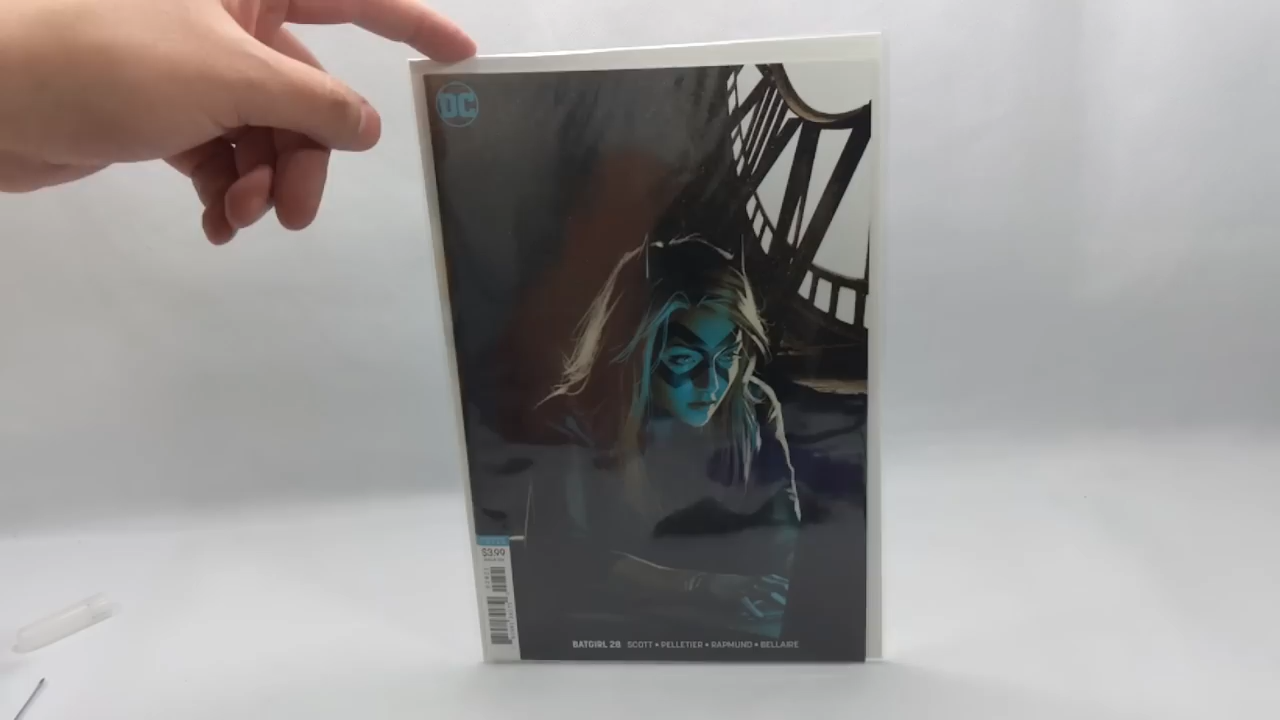 DC
$3.99
BATGIRL 28 SCOTT • PELLETIER • RAPMUND • BELLAIRE